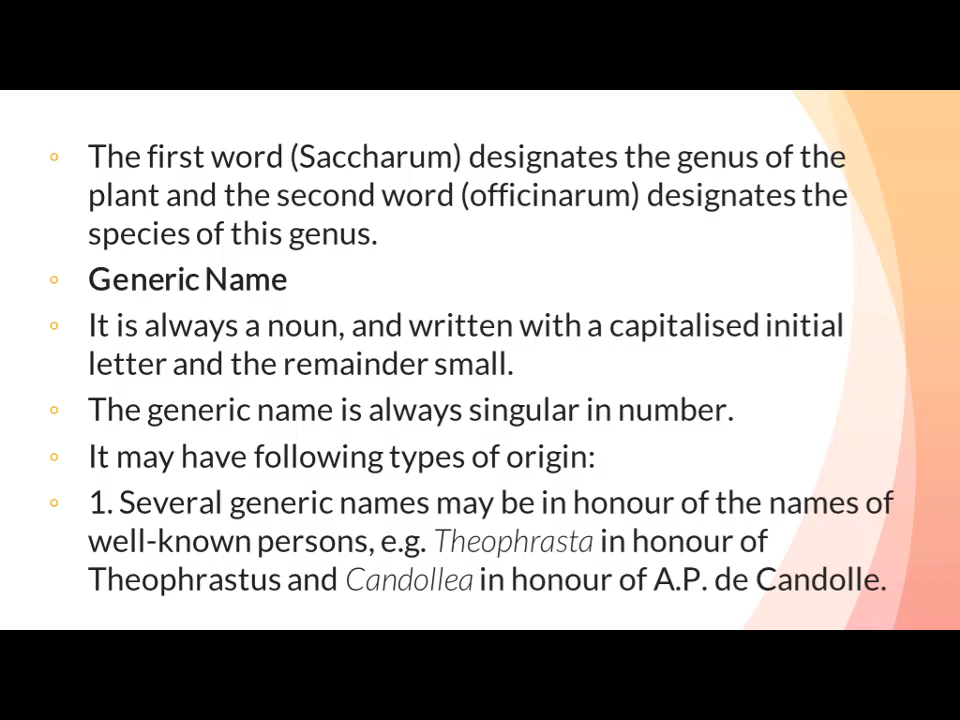 The first word (Saccharum) designates the genus of the
plant and the second word (officinarum) designates the
species of this genus.
Generic Name
It is always a noun, and written with a capitalised initial
letter and the remainder small.
The generic name is always singular in number.
It may have following types of origin:
1. Several generic names may be in honour of the names of
well-known persons, e.g. Theophrasta in honour of
Theophrastus and Candollea in honour of A.P. de Candolle.